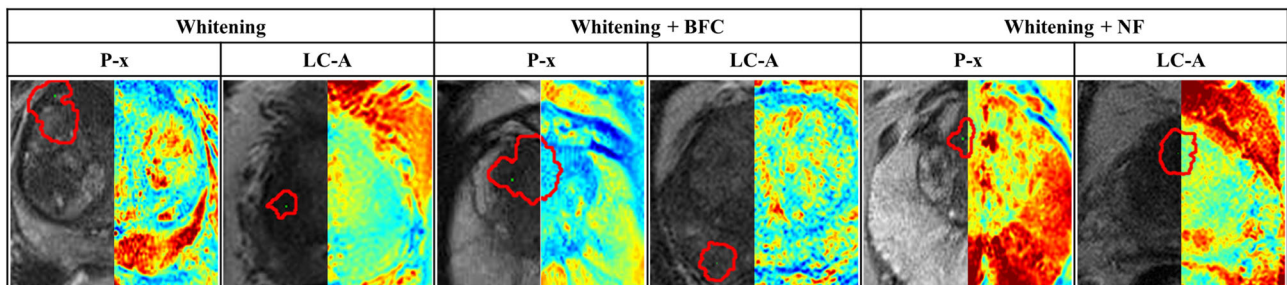 Whitening Whitening + BFC Whitening + NF
P-x LC-A P-x LC-A P-x LC-A